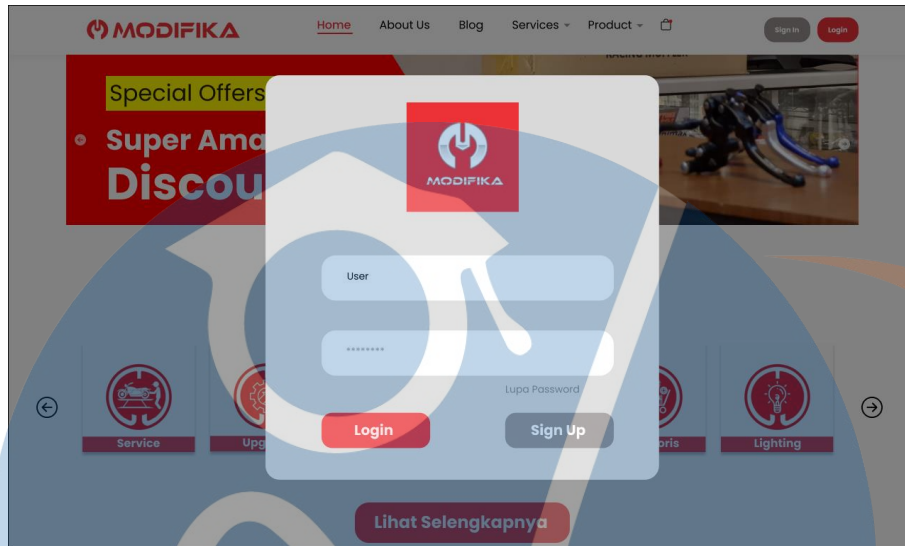 MODIFIKA
Home About Us Blog Services Product
Sign In Login
Special Offers
Super Ama
Discou
MODIFIKA
User
********
Lupa Password
Login Sign Up
Service Upg oris Lighting
Lihat Selengkapnya